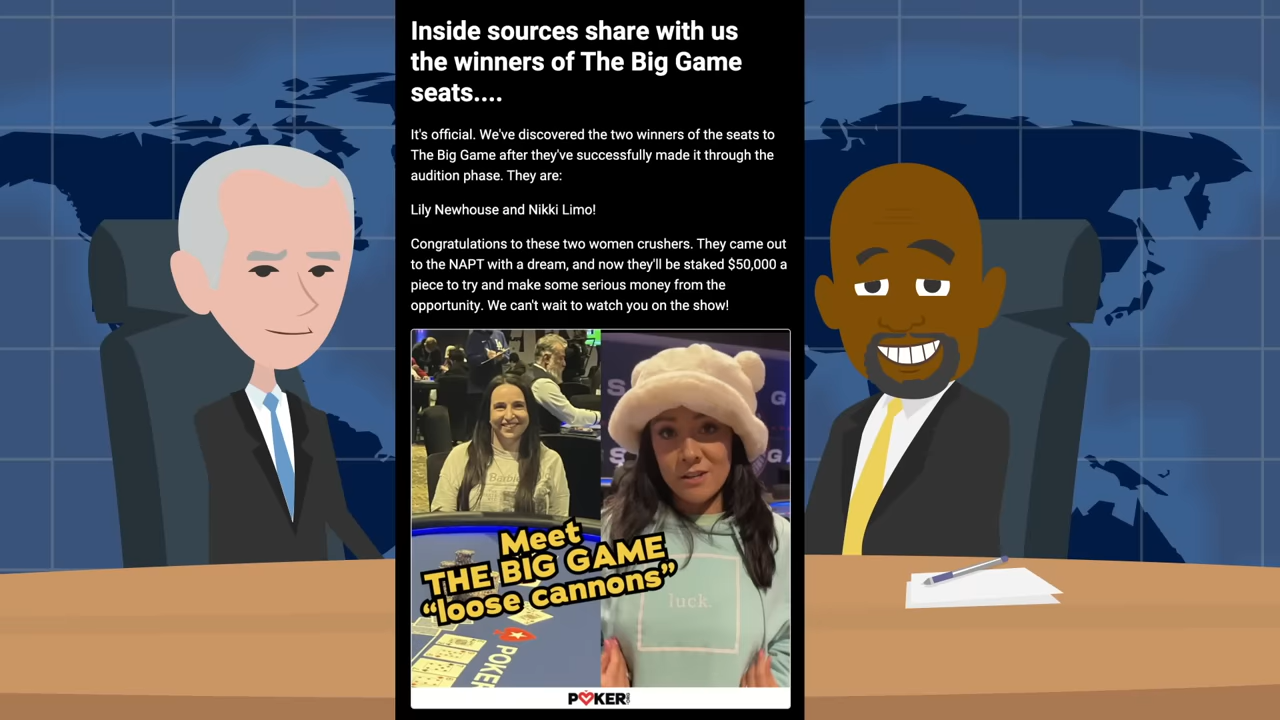 Inside sources share with us
the winners of The Big Game
seats....
It's official. We've discovered the two winners of the seats to
The Big Game after they've successfully made it through the
audition phase. They are:
Lily Newhouse and Nikki Limo!
Congratulations to these two women crushers. They came out
to the NAPT with a dream, and now they'll be staked $50,000 a
piece to try and make some serious money from the
opportunity. We can't wait to watch you on the show!
Barbie
Meet
THE BIG GAME
“loose cannons”
luck.
POKE
POKER